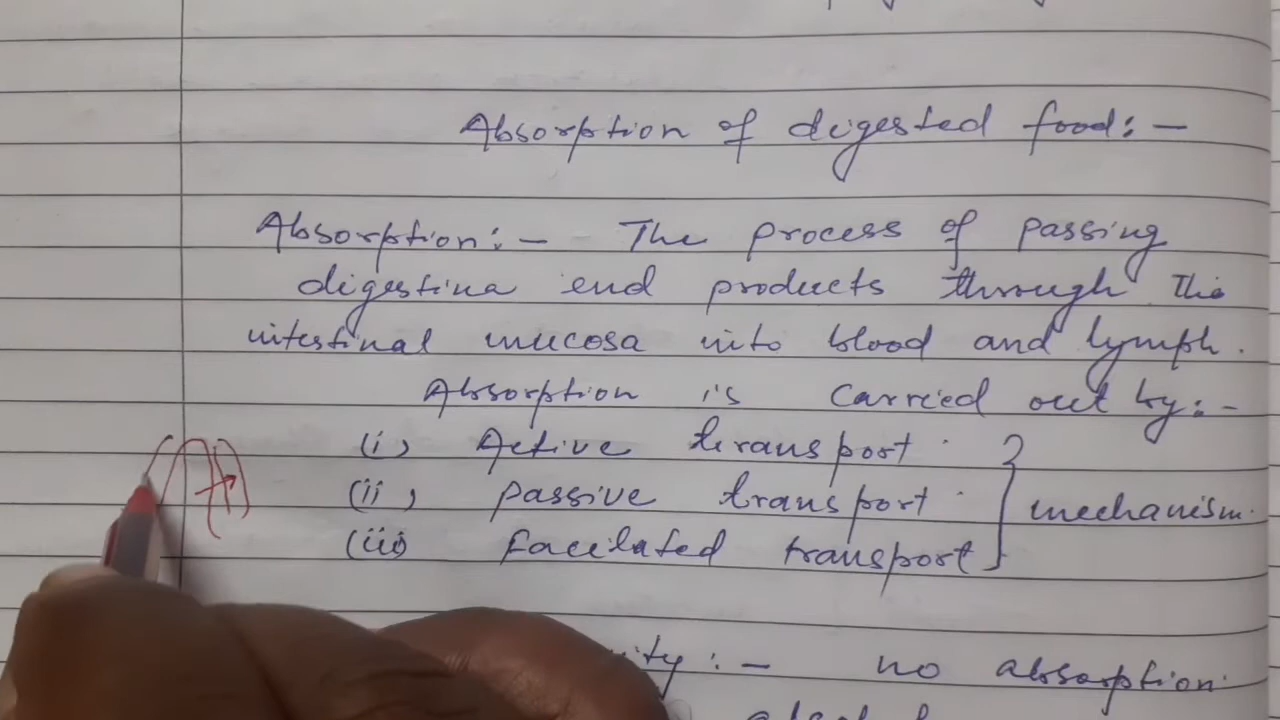 Absorption of digested food:-
Absorption:- The process of passing
digestina end products through the
intestinal mucosa into blood and lymph.
Absorption is carried out by:-
(i) Active transport.
(ii) passive transport.
(iii) facilated transport
mechanism.
:- no absorption